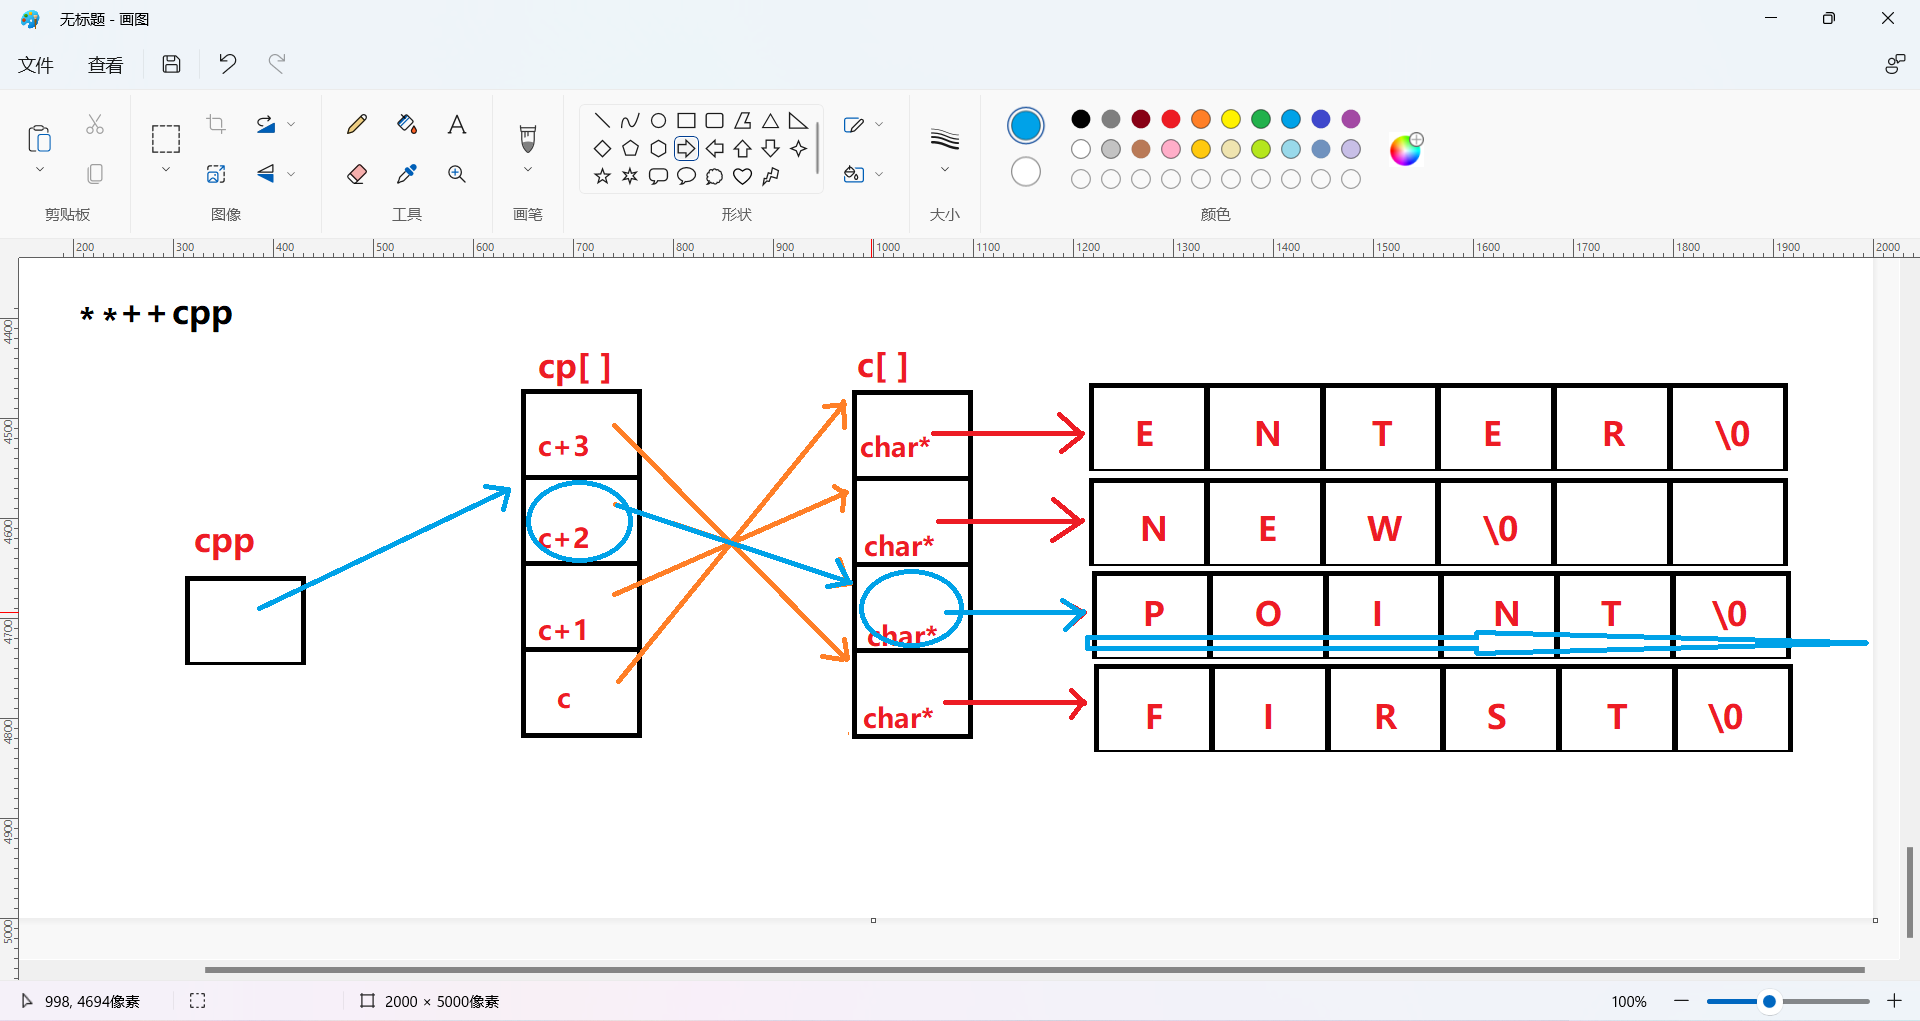 无标题 - 画图
文件 查看
剪贴板 图像 工具 画笔 形状 大小 颜色
200 300 400 500 600 700 800 900 1000 1100 1200 1300 1400 1500 1600 1700 1800 1900 2000
4400
4500
4600
4700
4800
4900
5000
**++cpp
cp[ ] c[ ]
c+3 char* E N T E R \0
cpp
c+2 char* N E W \0
c+1 char* P O I N T \0
c char* F I R S T \0
998, 4694像素 2000 × 5000像素 100%